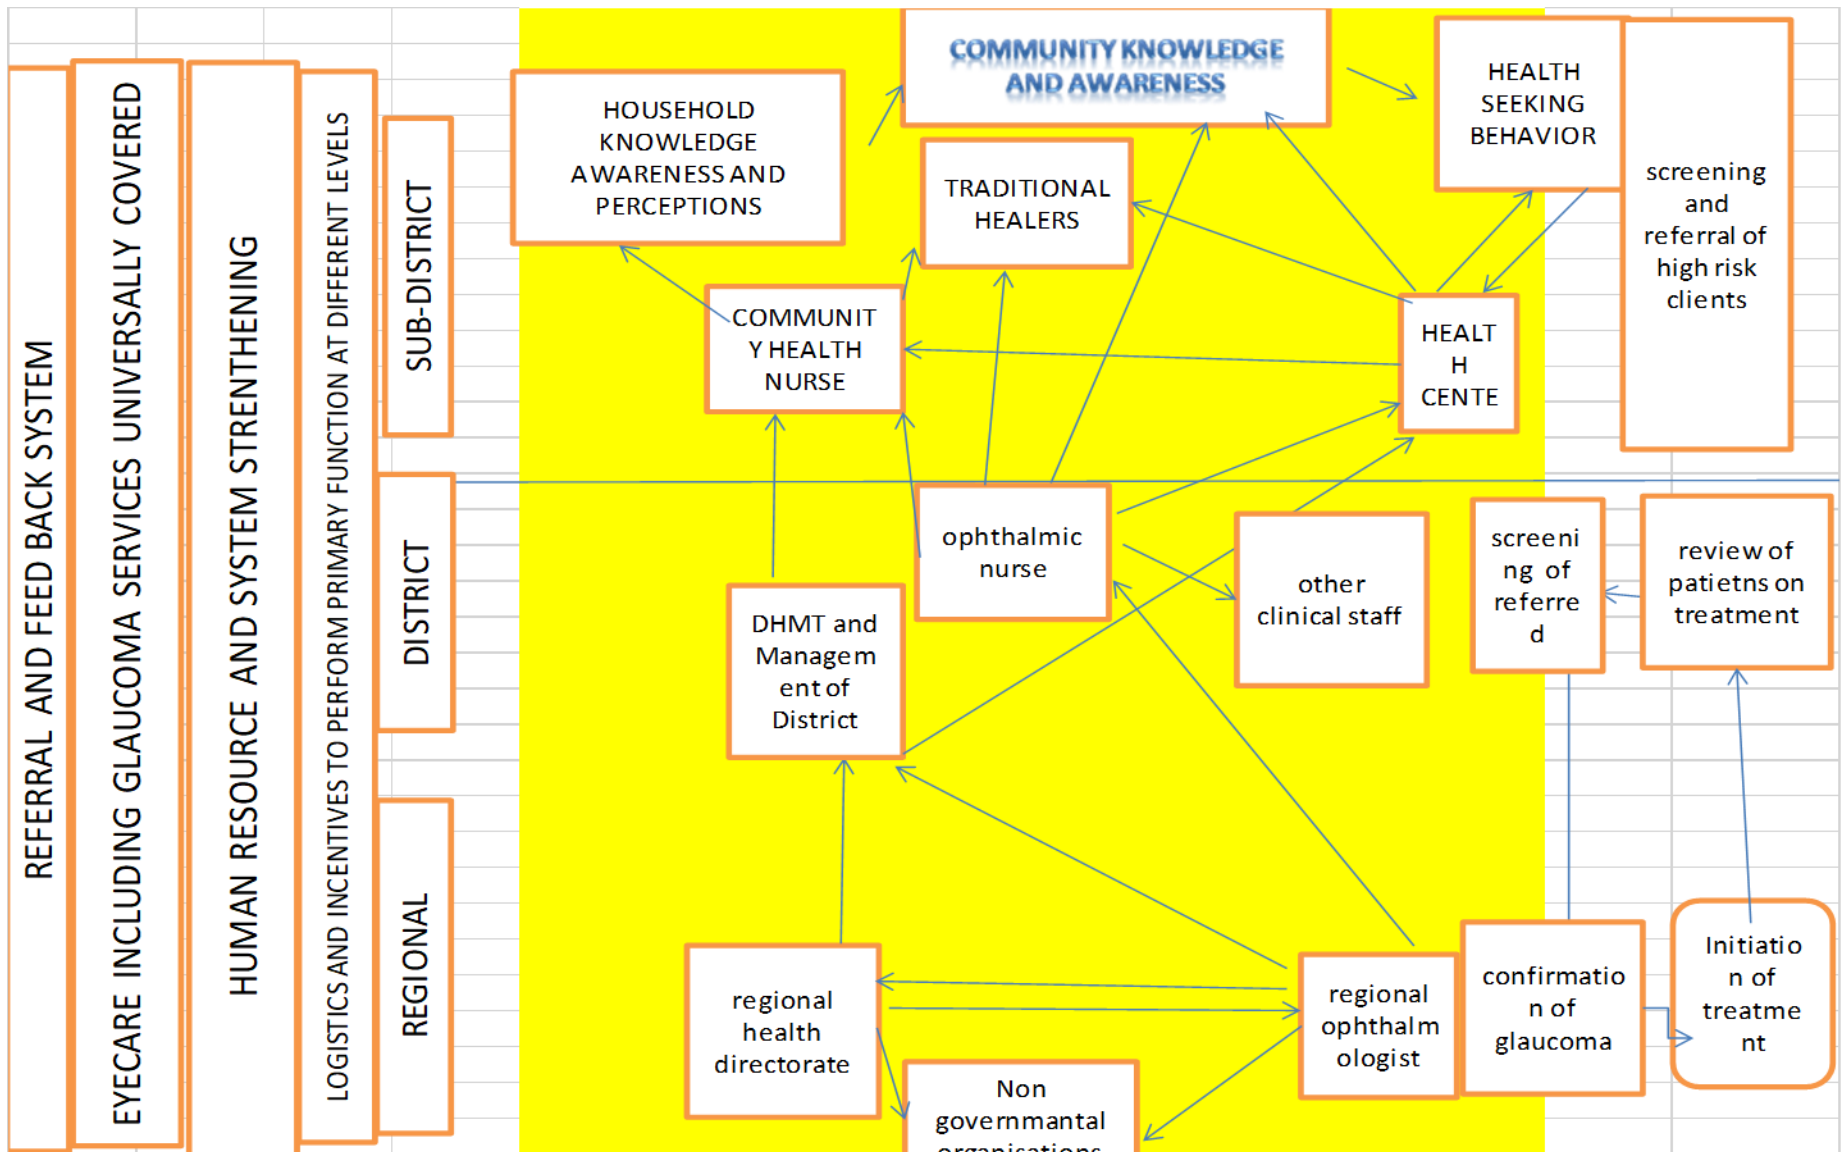 REFERRAL AND FEED BACK SYSTEM
EYECARE INCLUDING GLAUCOMA SERVICES UNIVERSALLY COVERED
HUMAN RESOURCE AND SYSTEM STRENTHENING
LOGISTICS AND INCENTIVES TO PERFORM PRIMARY FUNCTION AT DIFFERENT LEVELS
SUB-DISTRICT
DISTRICT
REGIONAL
COMMUNITY KNOWLEDGE
AND AWARENESS
HOUSEHOLD
KNOWLEDGE
AWARENESS AND
PERCEPTIONS
TRADITIONAL
HEALERS
HEALTH
SEEKING
BEHAVIOR
screening
and
referral of
high risk
clients
COMMUNIT
Y HEALTH
NURSE
HEALT
H
CENTE
ophthalmic
nurse
other
clinical staff
screeni
ng of
referre
d
review of
patietns on
treatment
DHMT and
Managem
ent of
District
regional
health
directorate
regional
ophthalm
ologist
confirmatio
n of
glaucoma
Initiatio
n of
treatme
nt
Non
governmantal
organisations